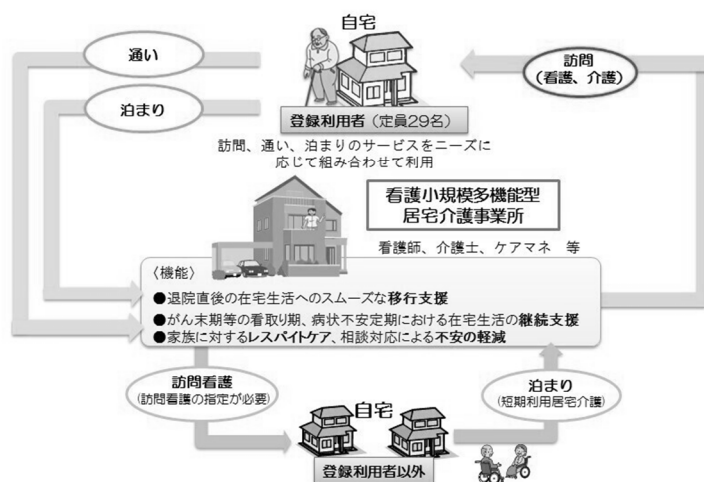 自宅
通い
泊まり
訪問
(看護、介護)
登録利用者(定員29名)
訪問、通い、泊まりのサービスをニーズに
応じて組み合わせて利用
看護小規模多機能型
居宅介護事業所
看護師、介護士、ケアマネ 等
〈機能〉
●退院直後の在宅生活へのスムーズな移行支援
●がん末期等の看取り期、病状不安定期における在宅生活の継続支援
●家族に対するレスパイトケア、相談対応による不安の軽減
訪問看護
(訪問看護の指定が必要)
泊まり
(短期利用居宅介護)
自宅
登録利用者以外